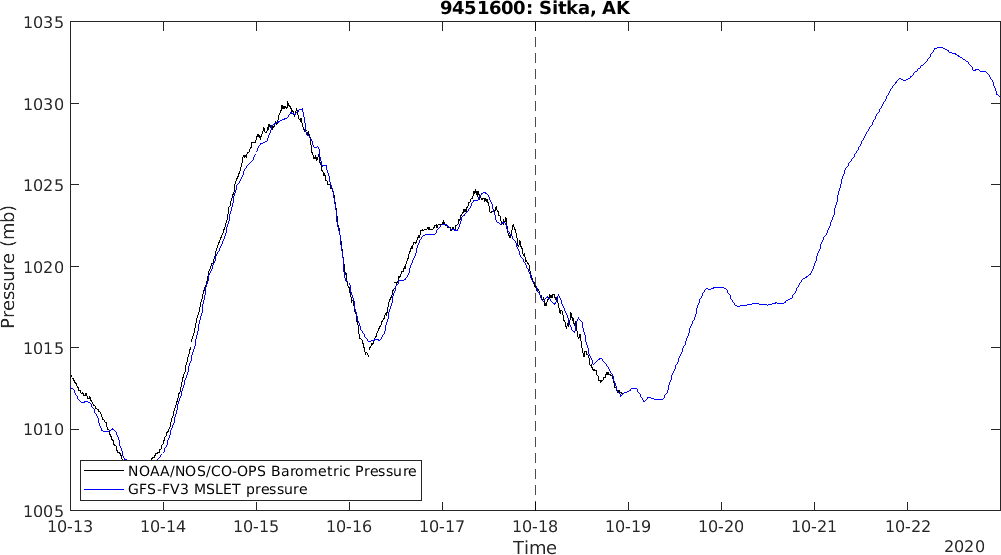 9451600: Sitka, AK
1035
1030
1025
1020
1015
1010
1005
Pressure (mb)
NOAA/NOS/CO-OPS Barometric Pressure
GFS-FV3 MSLET pressure
10-13 10-14 10-15 10-16 10-17 10-18 10-19 10-20 10-21 10-22
Time
2020